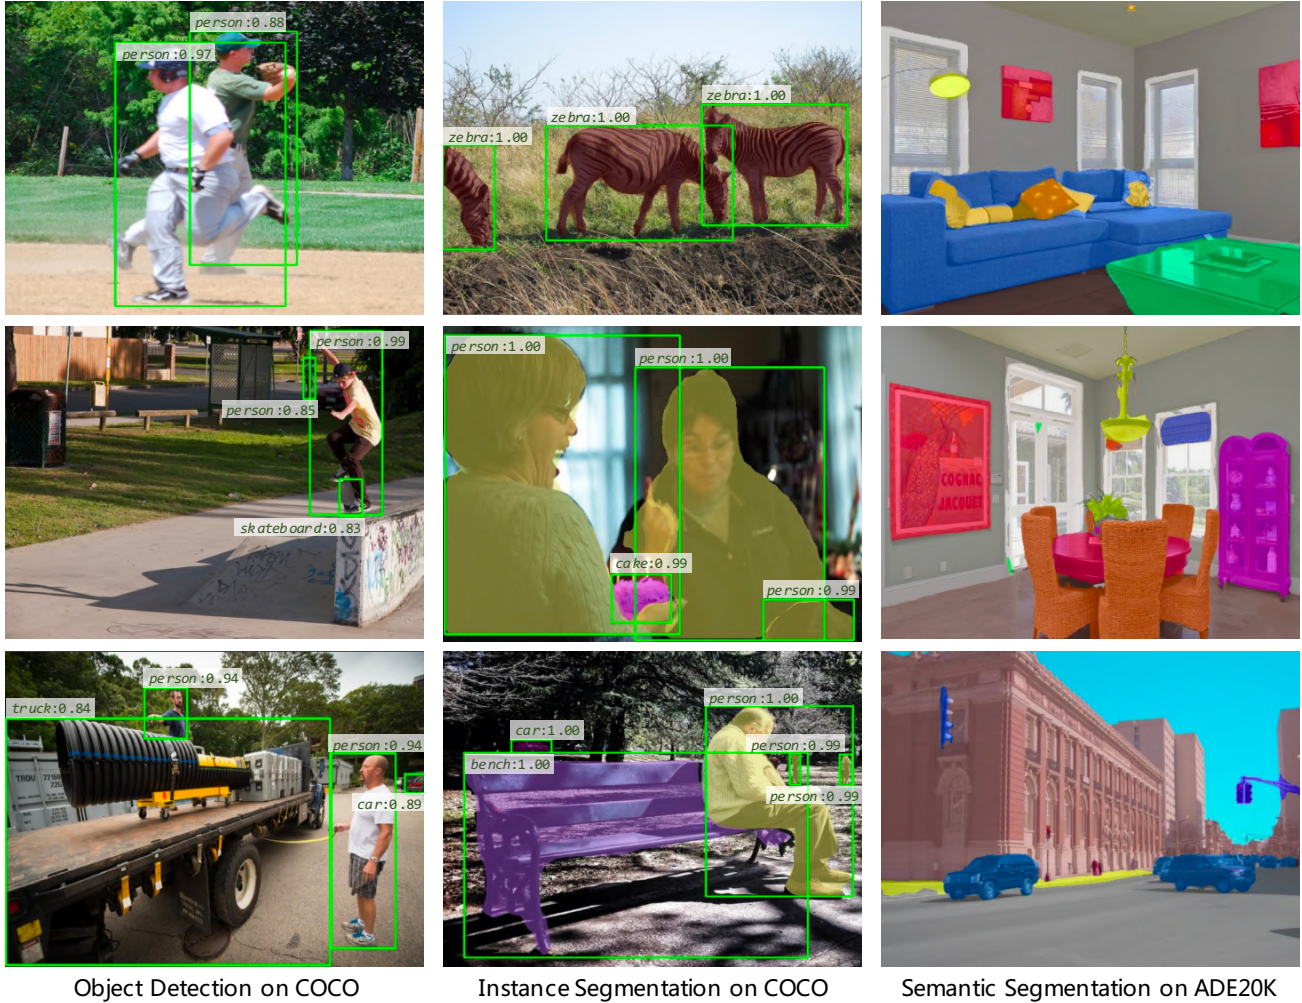 person:0.88
person:0.97
zebra:1.00
zebra:1.00
zebra:1.00
person:0.99
person:0.85
skateboard:0.83
person:1.00
person:1.00
cake:0.99
person:0.99
COGNAC
JACQUET
person:0.94
truck:0.84
person:0.94
car:0.89
TROU
person:1.00
car:1.00
person:0.99
bench:1.00
person:0.99
Object Detection on COCO
Instance Segmentation on COCO
Semantic Segmentation on ADE20K